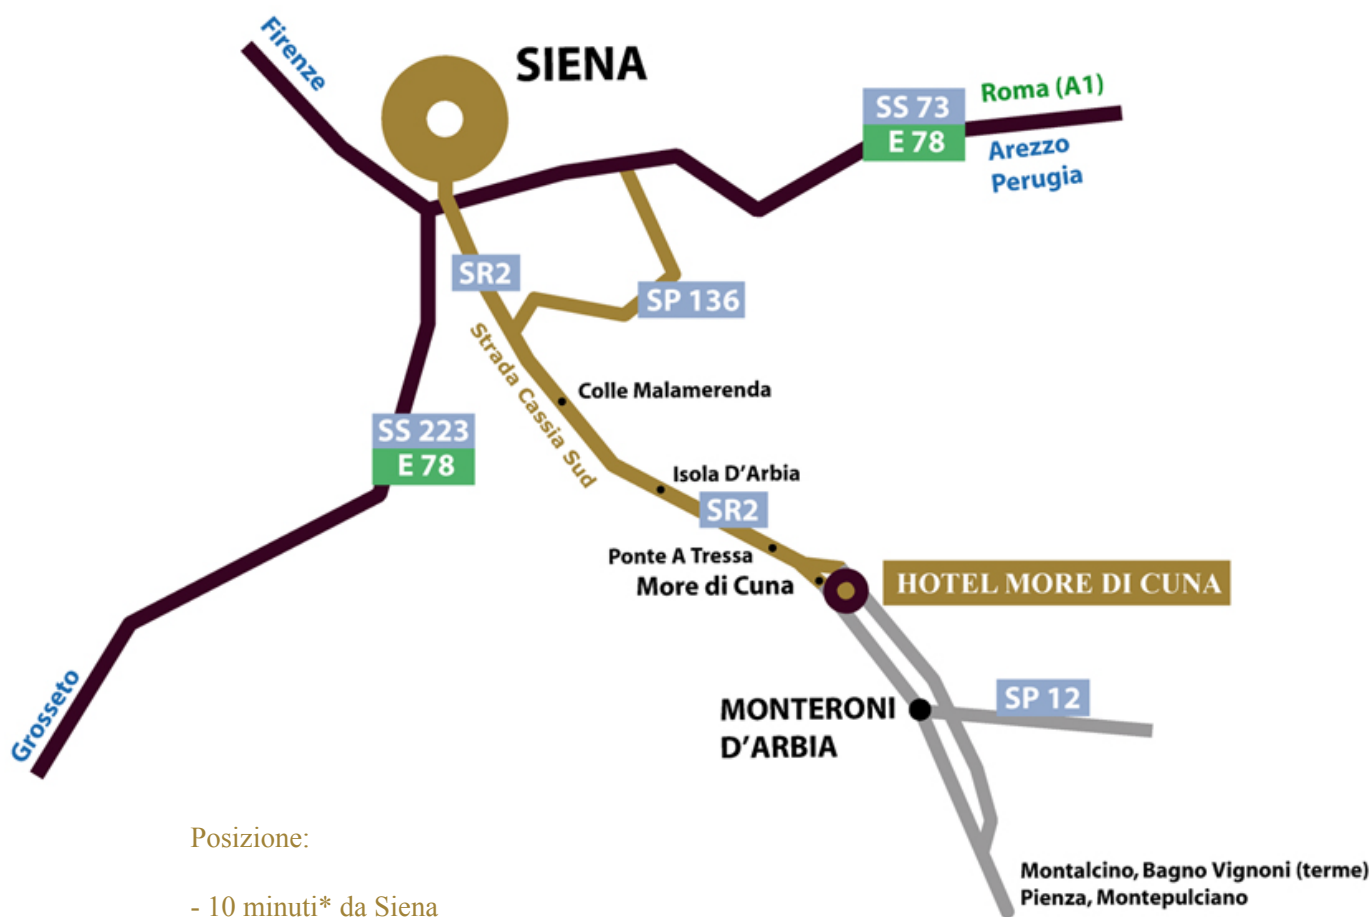 Firenze
SIENA
SS 73
E 78
Roma (A1)
Arezzo
Perugia
SR2
SP 136
Strada Cassia Sud
Colle Malamerenda
SS 223
E 78
Isola D'Arbia
SR2
Ponte A Tressa
More di Cuna
HOTEL MORE DI CUNA
Grosseto
MONTERONI
D'ARBIA
SP 12
Posizione:
Montalcino, Bagno Vignoni (terme)
Pienza, Montepulciano
- 10 minuti* da Siena